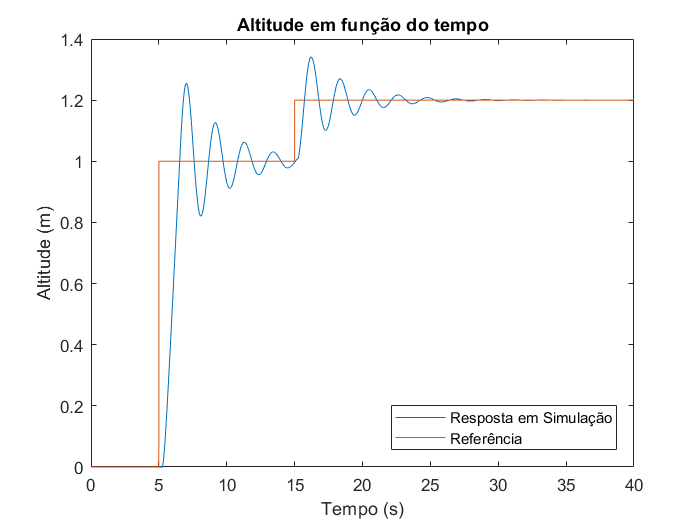 Altitude em função do tempo
1.4
1.2
1
0.8
0.6
0.4
0.2
0
Altitude (m)
Resposta em Simulação
Referência
0 5 10 15 20 25 30 35 40
Tempo (s)